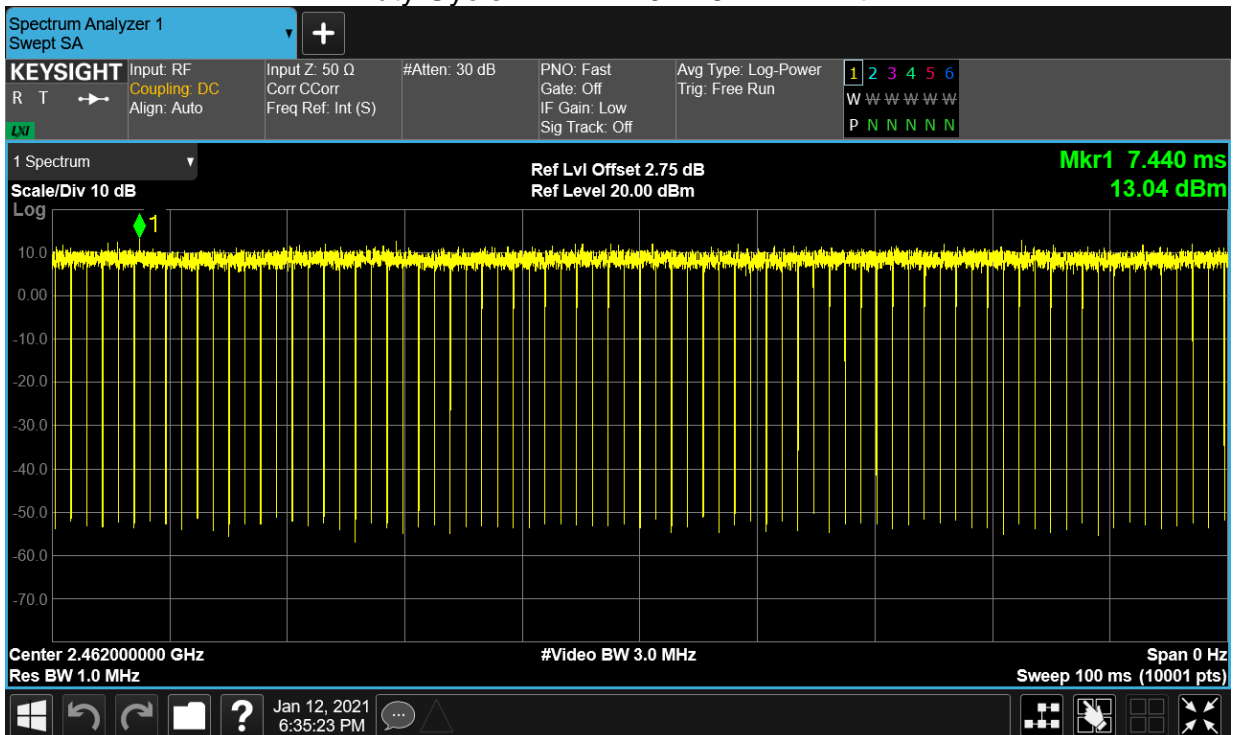 Spectrum Analyzer 1
Swept SA
KEYSIGHT
R T
LXI
Input: RF
Coupling: DC
Align: Auto
Input Z: 50 Ω
Corr CCorr
Freq Ref: Int (S)
#Atten: 30 dB
PNO: Fast
Gate: Off
IF Gain: Low
Sig Track: Off
Avg Type: Log-Power
Trig: Free Run
1 2 3 4 5 6
W W W W W W
P N N N N N
1 Spectrum
Scale/Div 10 dB
Log
Ref Lvl Offset 2.75 dB
Ref Level 20.00 dBm
Mkr1 7.440 ms
13.04 dBm
1
10.0
0.00
-10.0
-20.0
-30.0
-40.0
-50.0
-60.0
-70.0
Center 2.462000000 GHz
Res BW 1.0 MHz
#Video BW 3.0 MHz
Span 0 Hz
Sweep 100 ms (10001 pts)
?
Jan 12, 2021
6:35:23 PM